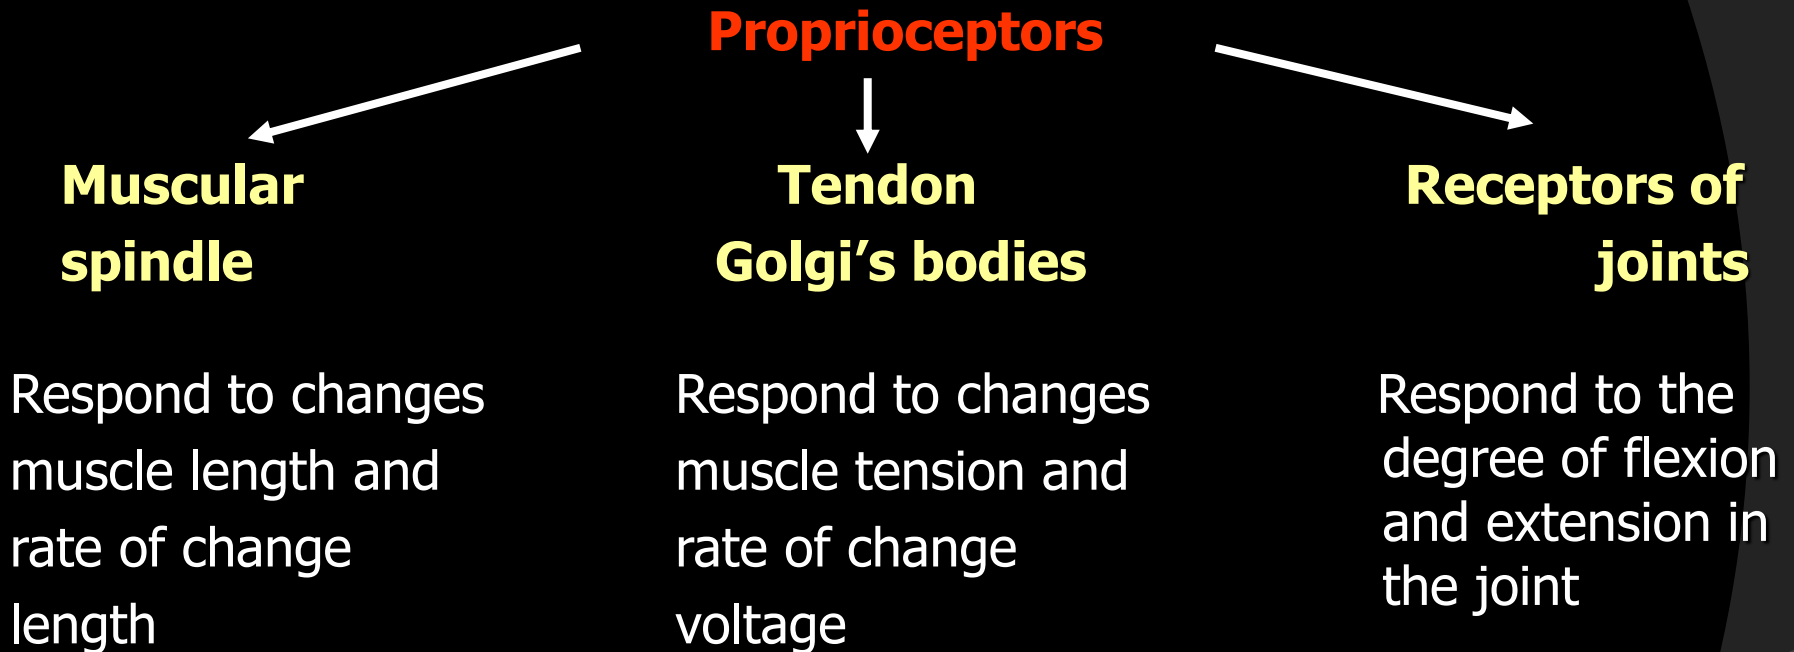 Proprioceptors
Muscular
spindle
Tendon
Golgi’s bodies
Receptors of
joints
Respond to changes
muscle length and
rate of change
length
Respond to changes
muscle tension and
rate of change
voltage
Respond to the
degree of flexion
and extension in
the joint